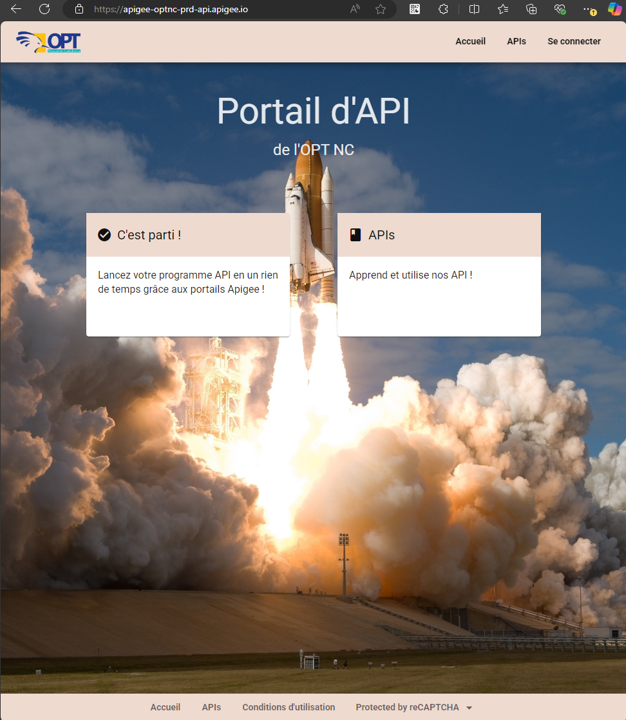 https://apigee-optnc-prd-api.apigee.io
OPT
Accueil APIs Se connecter
Portail d'API
de l'OPT NC
C'est parti !
Lancez votre programme API en un rien
de temps grâce aux portails Apigee !
APIs
Apprend et utilise nos API !
Accueil APIs Conditions d'utilisation Protected by reCAPTCHA